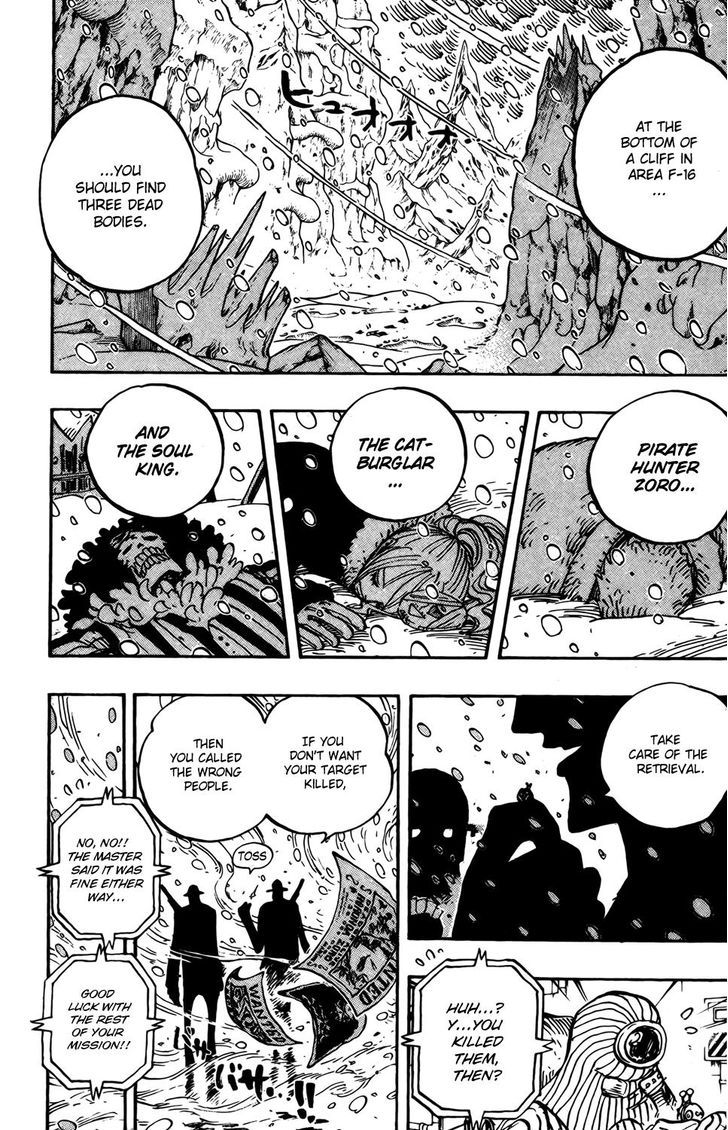 AT THE
BOTTOM OF
A CLIFF IN
AREA F-16
...
ヒュオオオ
...YOU
SHOULD FIND
THREE DEAD
BODIES.
PIRATE
HUNTER
ZORO...
THE CAT-
BURGLAR
...
AND
THE SOUL
KING.
TAKE
CARE OF THE
RETRIEVAL.
HUH...?
Y...YOU
KILLED
THEM,
THEN?
IF YOU
DON'T WANT
YOUR TARGET
KILLED,
THEN
YOU CALLED
THE WRONG
PEOPLE.
TOSS
WANTED
NO, NO!!
THE MASTER
SAID IT WAS
FINE EITHER
WAY...
GOOD
LUCK WITH
THE REST
OF YOUR
MISSION!!